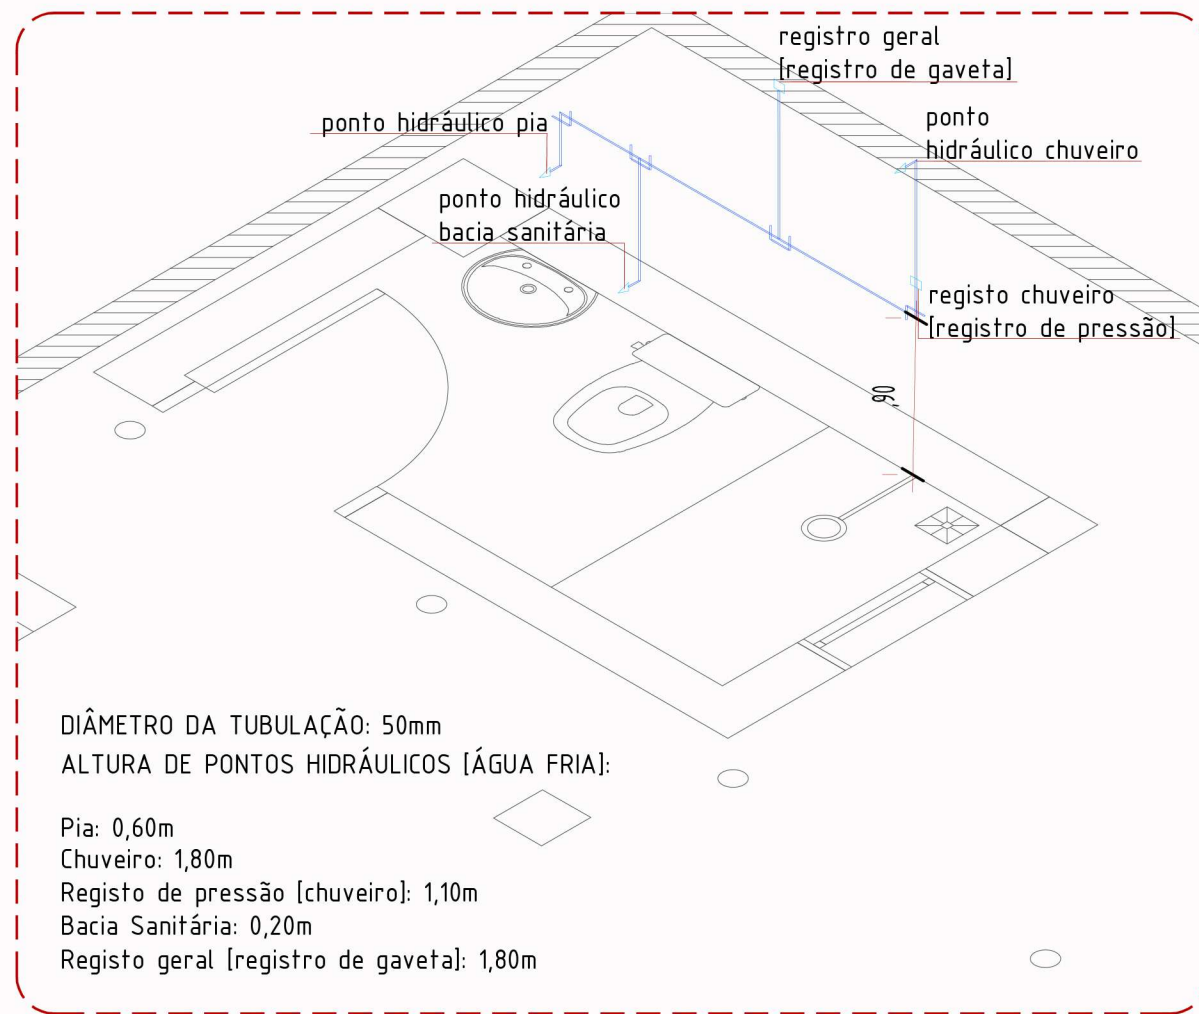 registro geral
[registro de gaveta]
ponto hidráulico pia
ponto
hidráulico chuveiro
ponto hidráulico
bacia sanitária
registo chuveiro
[registro de pressão]
,90
DIÂMETRO DA TUBULAÇÃO: 50mm
ALTURA DE PONTOS HIDRÁULICOS [ÁGUA FRIA]:
Pia: 0,60m
Chuveiro: 1,80m
Registo de pressão [chuveiro]: 1,10m
Bacia Sanitária: 0,20m
Registo geral [registro de gaveta]: 1,80m